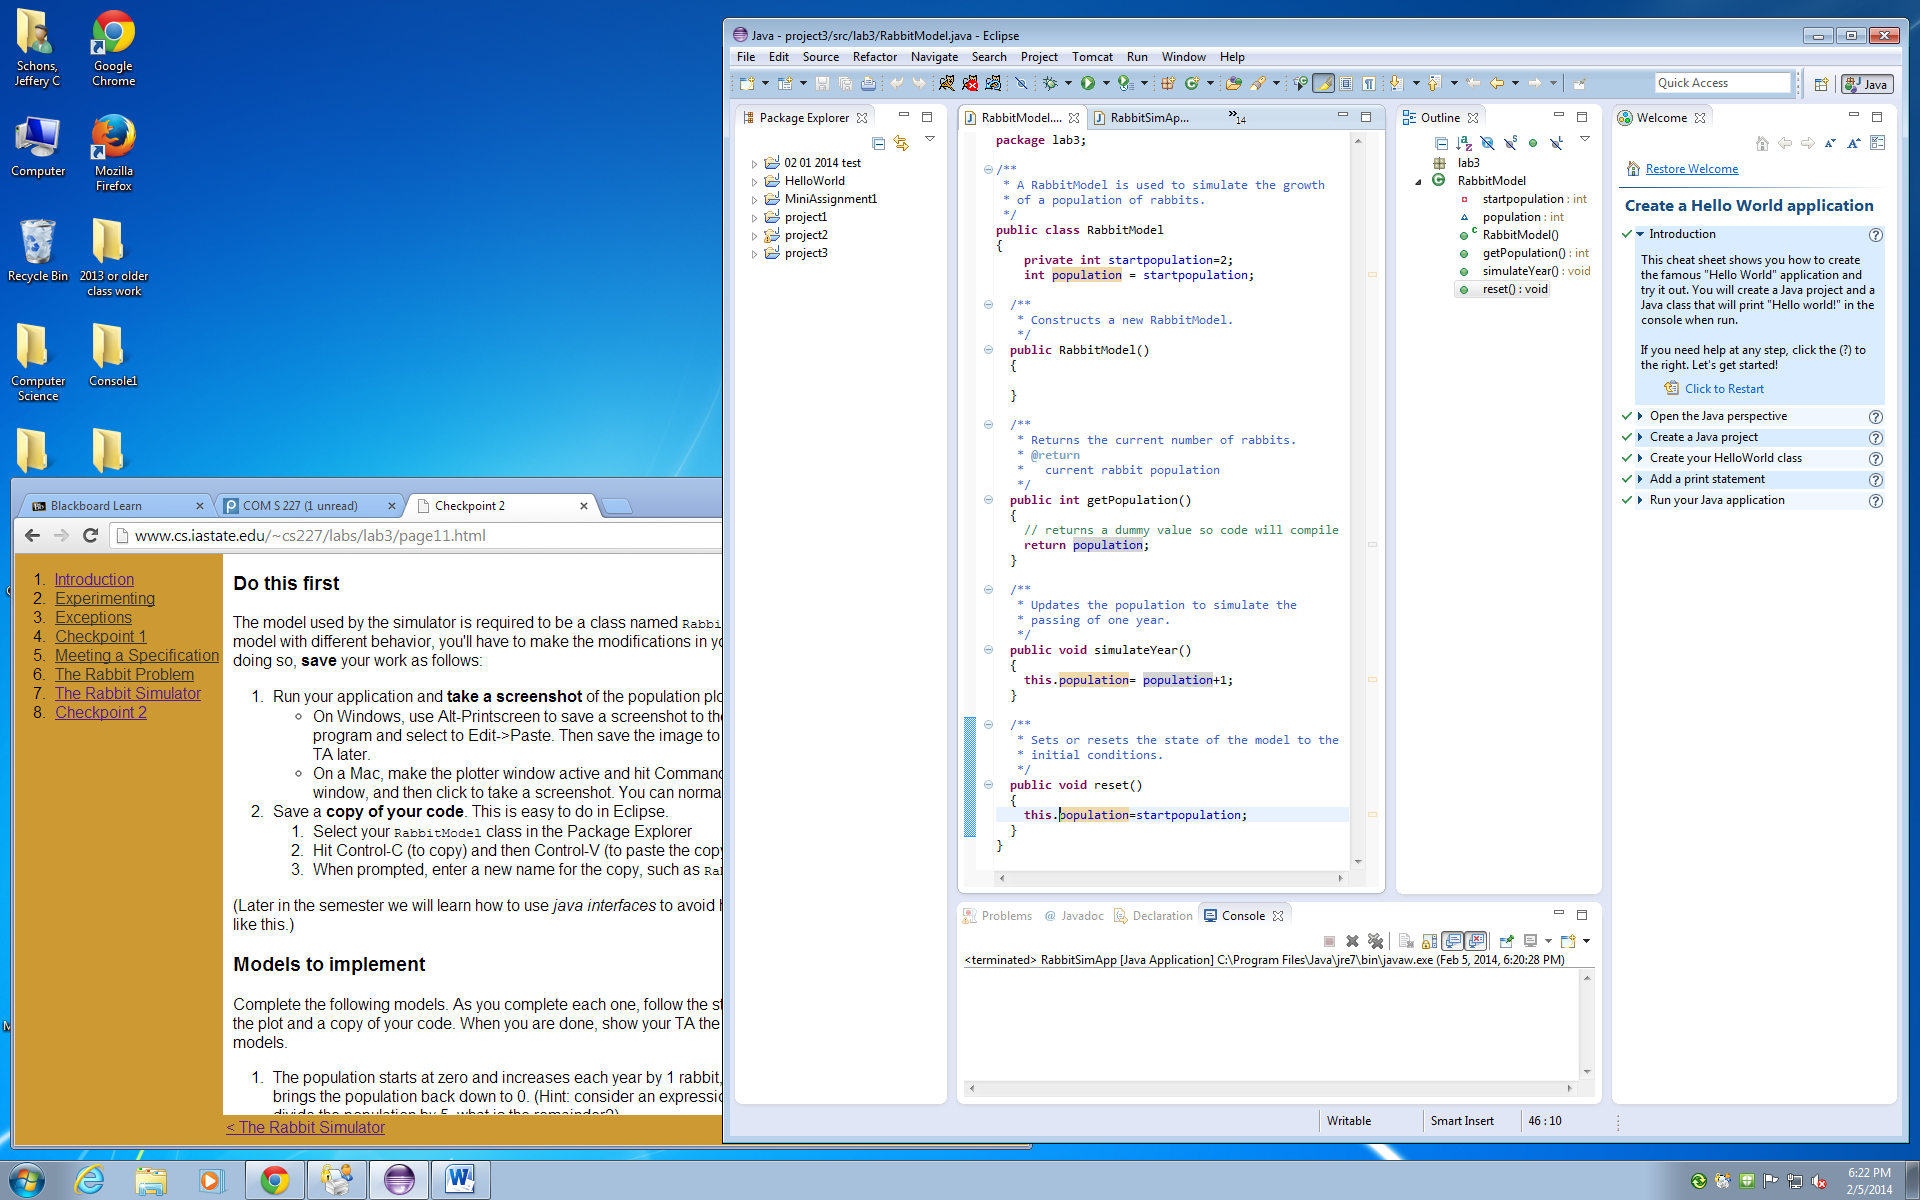 Schons,
Jeffery C
Google
Chrome
Computer
Mozilla
Firefox
Recycle Bin
2013 or older
class work
Computer
Science
Console1
Blackboard Learn
COM S 227 (1 unread)
Checkpoint 2
www.cs.iastate.edu/~cs227/labs/lab3/page11.html
1. Introduction
2. Experimenting
3. Exceptions
4. Checkpoint 1
5. Meeting a Specification
6. The Rabbit Problem
7. The Rabbit Simulator
8. Checkpoint 2
Do this first
The model used by the simulator is required to be a class named Rabbi
model with different behavior, you'll have to make the modifications in yo
doing so, save your work as follows:
1. Run your application and take a screenshot of the population plo
On Windows, use Alt-Printscreen to save a screenshot to the
program and select to Edit->Paste. Then save the image to
TA later.
On a Mac, make the plotter window active and hit Command
window, and then click to take a screenshot. You can norma
2. Save a copy of your code. This is easy to do in Eclipse.
1. Select your RabbitModel class in the Package Explorer
2. Hit Control-C (to copy) and then Control-V (to paste the copy
3. When prompted, enter a new name for the copy, such as Ra
(Later in the semester we will learn how to use java interfaces to avoid h
like this.)
Models to implement
Complete the following models. As you complete each one, follow the st
the plot and a copy of your code. When you are done, show your TA the
models.
1. The population starts at zero and increases each year by 1 rabbit,
brings the population back down to 0. (Hint: consider an expressio
divide the population by 5, what is the remainder?)
< The Rabbit Simulator
Java - project3/src/lab3/RabbitModel.java - Eclipse
File Edit Source Refactor Navigate Search Project Tomcat Run Window Help
Quick Access
Java
Package Explorer
02 01 2014 test
HelloWorld
MiniAssignment1
project1
project2
project3
RabbitModel....
RabbitSimAp...
»14
package lab3;
/**
* A RabbitModel is used to simulate the growth
* of a population of rabbits.
*/
public class RabbitModel
{
private int startpopulation=2;
int population = startpopulation;
/**
* Constructs a new RabbitModel.
*/
public RabbitModel()
{
}
/**
* Returns the current number of rabbits.
* @return
* current rabbit population
*/
public int getPopulation()
{
// returns a dummy value so code will compile
return population;
}
/**
* Updates the population to simulate the
* passing of one year.
*/
public void simulateYear()
{
this.population= population+1;
}
/**
* Sets or resets the state of the model to the
* initial conditions.
*/
public void reset()
{
this.population=startpopulation;
}
}
Outline
lab3
RabbitModel
startpopulation : int
population : int
RabbitModel()
getPopulation() : int
simulateYear() : void
reset() : void
Welcome
Restore Welcome
Create a Hello World application
Introduction
This cheat sheet shows you how to create
the famous "Hello World" application and
try it out. You will create a Java project and a
Java class that will print "Hello world!" in the
console when run.
If you need help at any step, click the (?) to
the right. Let's get started!
Click to Restart
Open the Java perspective
Create a Java project
Create your HelloWorld class
Add a print statement
Run your Java application
Problems
@ Javadoc
Declaration
Console
<terminated> RabbitSimApp [Java Application] C:\Program Files\Java\jre7\bin\javaw.exe (Feb 5, 2014, 6:20:28 PM)
Writable
Smart Insert
46 : 10
6:22 PM
2/5/2014